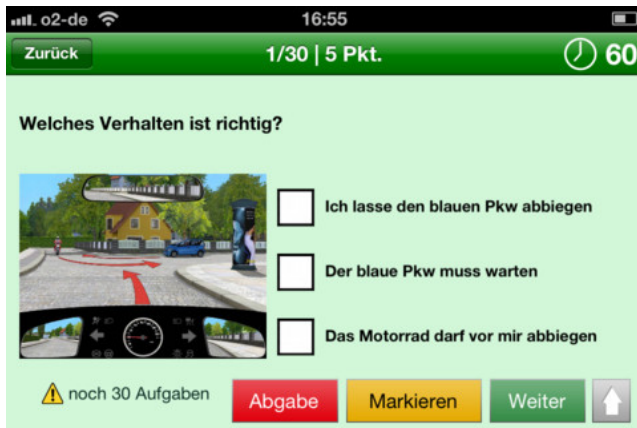 o2-de 16:55
Zurück 1/30 | 5 Pkt. 60
Welches Verhalten ist richtig?
Ich lasse den blauen Pkw abbiegen
Der blaue Pkw muss warten
Das Motorrad darf vor mir abbiegen
noch 30 Aufgaben Abgabe Markieren Weiter